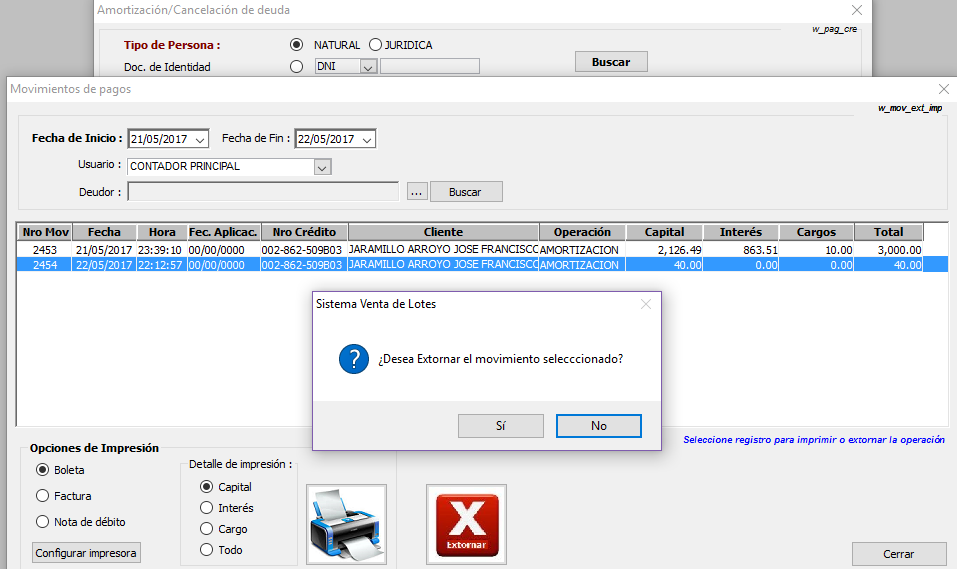 Amortización/Cancelación de deuda
w_pag_cre
Tipo de Persona :
NATURAL
JURIDICA
Doc. de Identidad
DNI
Buscar
Movimientos de pagos
w_mov_ext_imp
Fecha de Inicio :
21/05/2017
Fecha de Fin :
22/05/2017
Usuario :
CONTADOR PRINCIPAL
Deudor :
...
Buscar
Nro Mov Fecha Hora Fec. Aplicac. Nro Crédito Cliente Operación Capital Interés Cargos Total
2453 21/05/2017 23:39:10 00/00/0000 002-862-509B03 JARAMILLO ARROYO JOSE FRANCISCO AMORTIZACION 2,126.49 863.51 10.00 3,000.00
2454 22/05/2017 22:12:57 00/00/0000 002-862-509B03 JARAMILLO ARROYO JOSE FRANCISCO AMORTIZACION 40.00 0.00 0.00 40.00
Sistema Venta de Lotes
?
¿Desea Extornar el movimiento selecccionado?
Sí
No
Seleccione registro para imprimir o extornar la operación
Opciones de Impresión
Boleta
Factura
Nota de débito
Configurar impresora
Detalle de impresión :
Capital
Interés
Cargo
Todo
X
Extornar
Cerrar